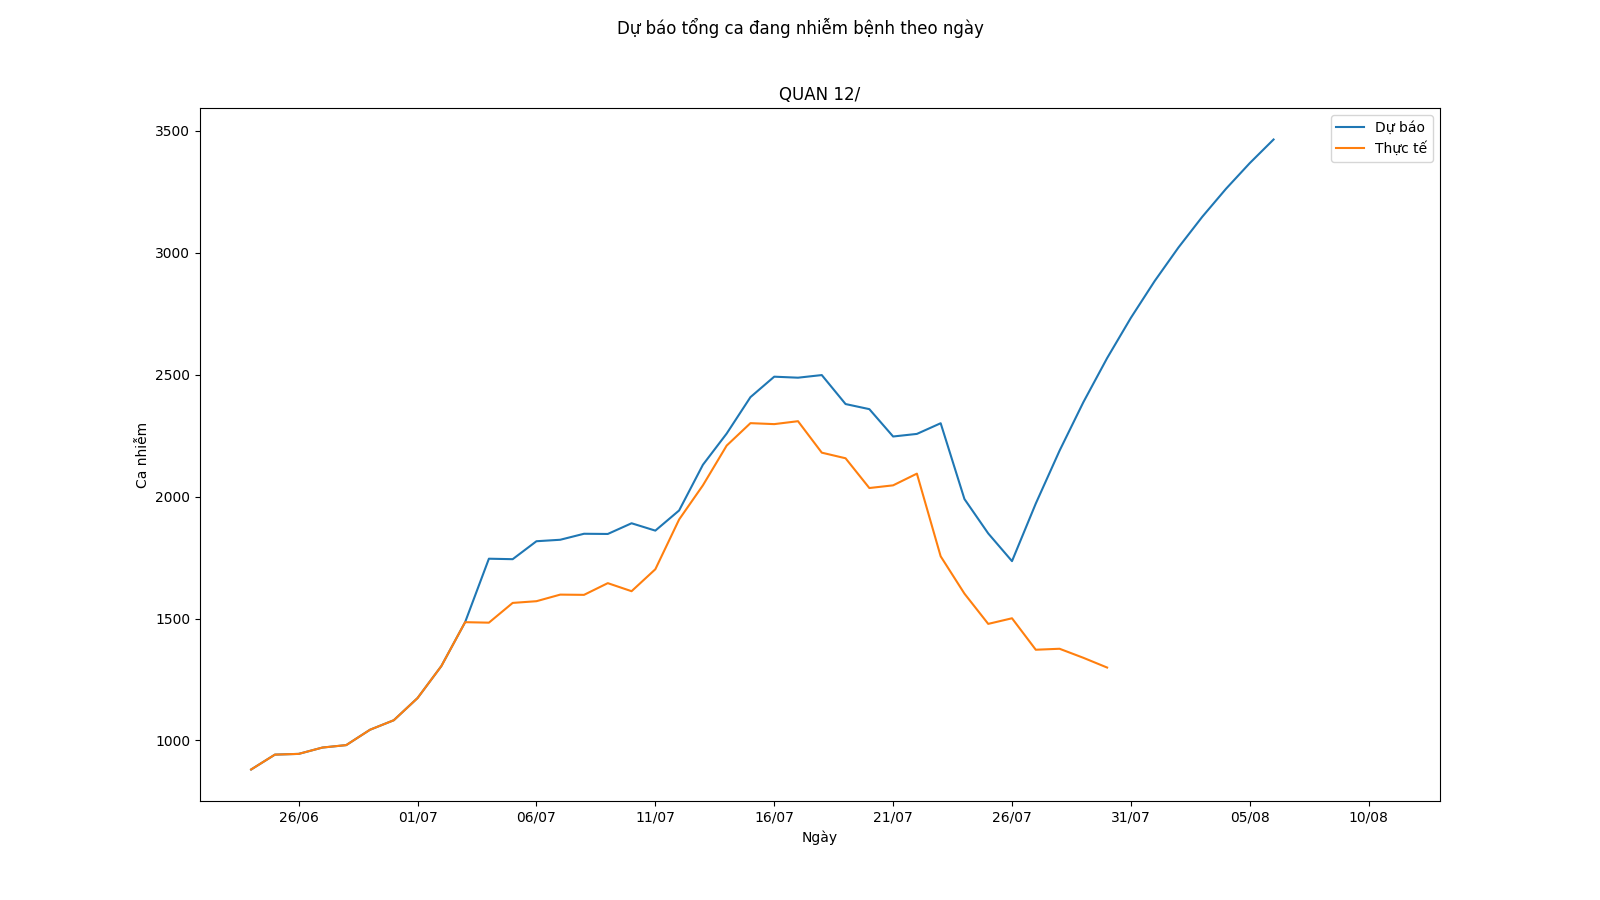 Dự báo tổng ca đang nhiễm bệnh theo ngày
QUAN 12/
Dự báo
Thực tế
3500
3000
2500
2000
1500
1000
Ca nhiễm
26/06 01/07 06/07 11/07 16/07 21/07 26/07 31/07 05/08 10/08
Ngày